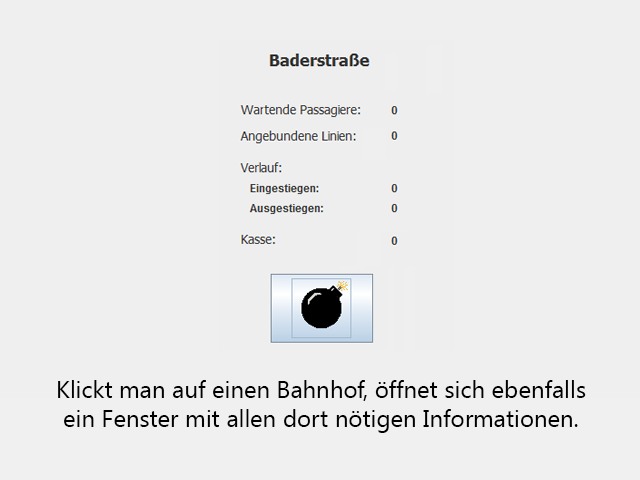 Baderstraße
Wartende Passagiere: 0
Angebundene Linien: 0
Verlauf:
Eingestiegen: 0
Ausgestiegen: 0
Kasse: 0
Klickt man auf einen Bahnhof, öffnet sich ebenfalls
ein Fenster mit allen dort nötigen Informationen.